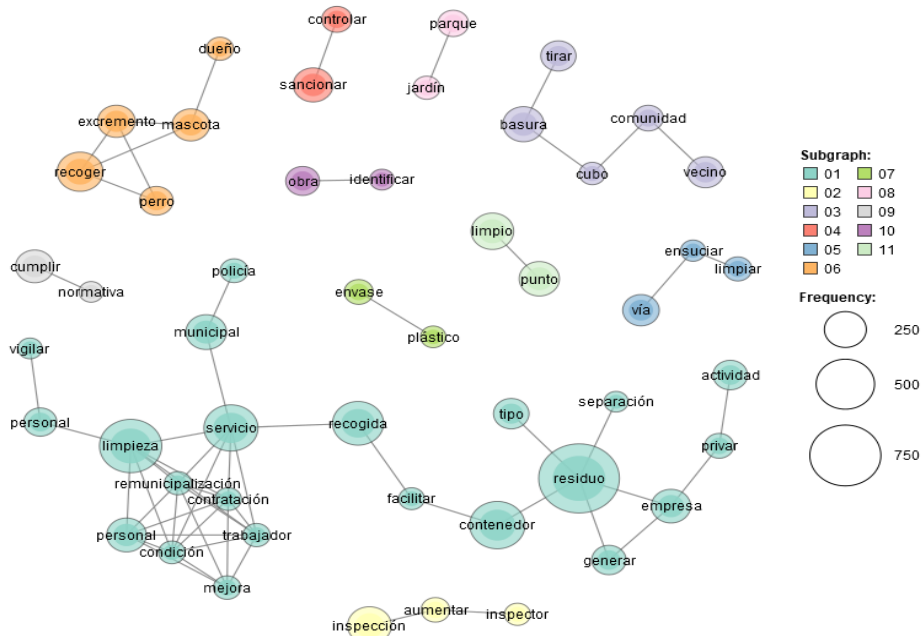 controlar
parque
dueño
tirar
sancionar
jardín
excremento
mascota
basura
comunidad
recoger
obra
identificar
cubo
vecino
perro
limpio
ensuciar
limpiar
cumplir
policía
punto
normativa
envase
vía
municipal
plástico
vigilar
actividad
separación
personal
servicio
recogida
tipo
limpieza
privar
remunicipalización
residuo
contratación
facilitar
empresa
personal
trabajador
contenedor
condición
generar
mejora
aumentar
inspector
inspección
Subgraph:
01 07
02 08
03 09
04 10
05 11
06
Frequency:
250
500
750